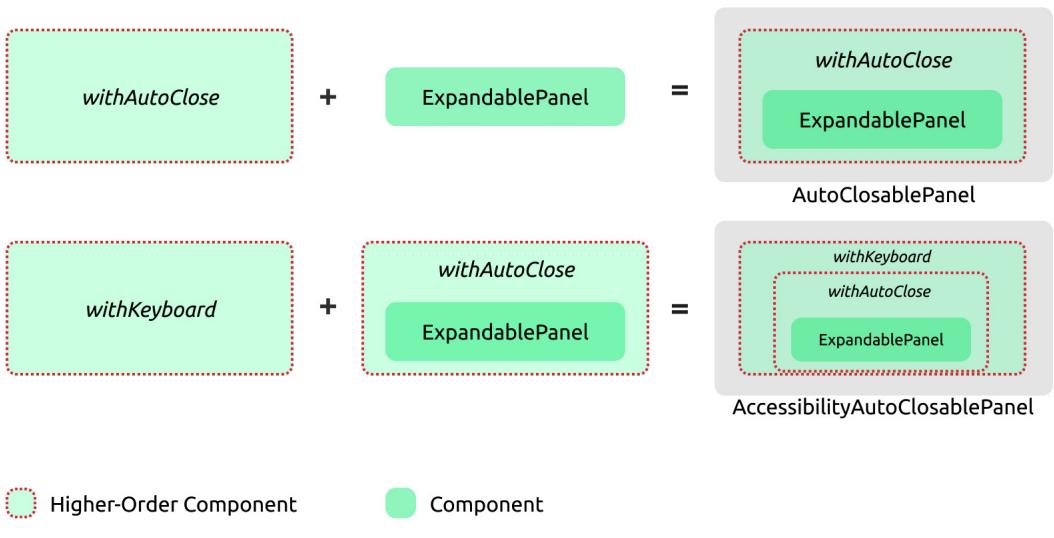 withAutoClose + ExpandablePanel = withAutoClose
ExpandablePanel
AutoClosablePanel
withKeyboard + withAutoClose
ExpandablePanel = withKeyboard
withAutoClose
ExpandablePanel
AccessibilityAutoClosablePanel
Higher-Order Component
Component